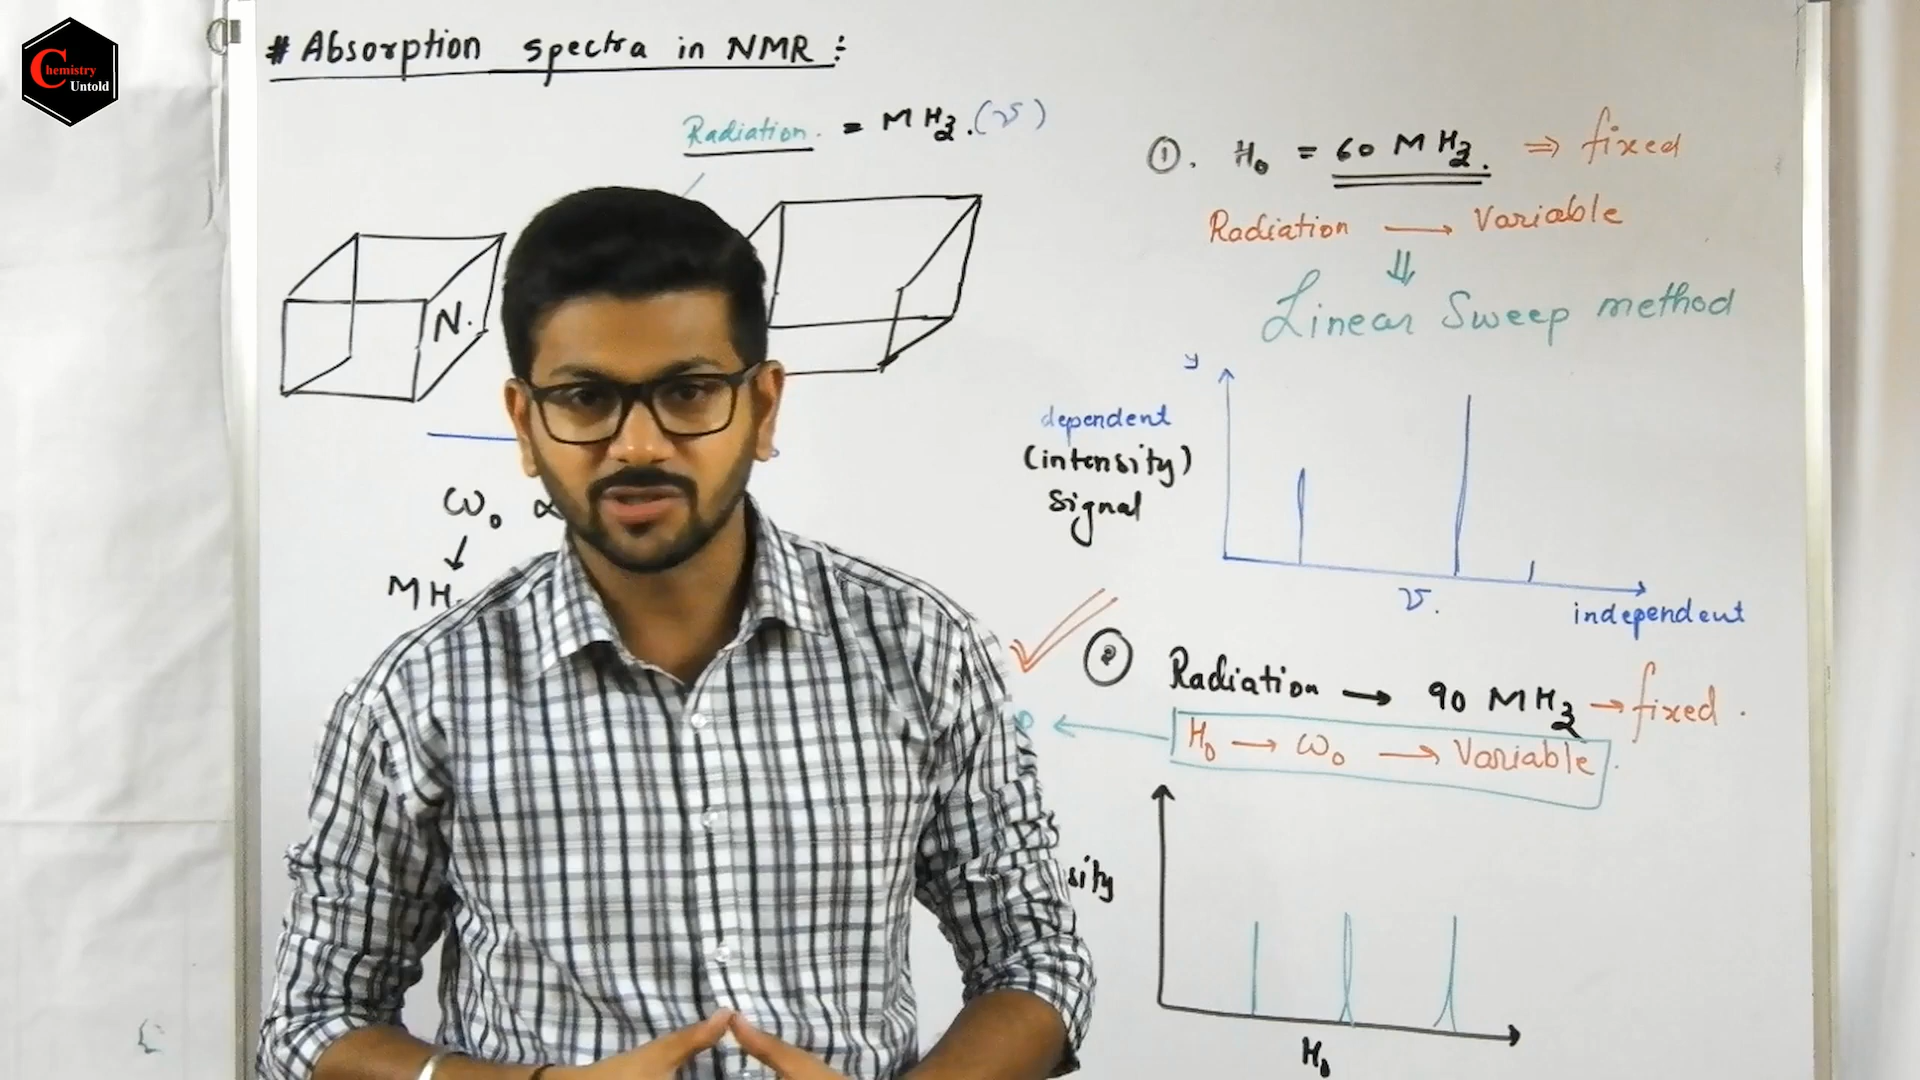 Chemistry
Untold
# Absorption spectra in NMR :
Radiation = MHz. (ν)
N.
ω₀ ∝
↓
MH
①. H₀ = 60 MHz. ⇒ fixed
Radiation → Variable
⇓
Linear Sweep method
y
dependent
(intensity)
Signal
ν.
independent
② Radiation → 90 MHz → fixed.
H₀ → ω₀ → Variable
sity
H₀